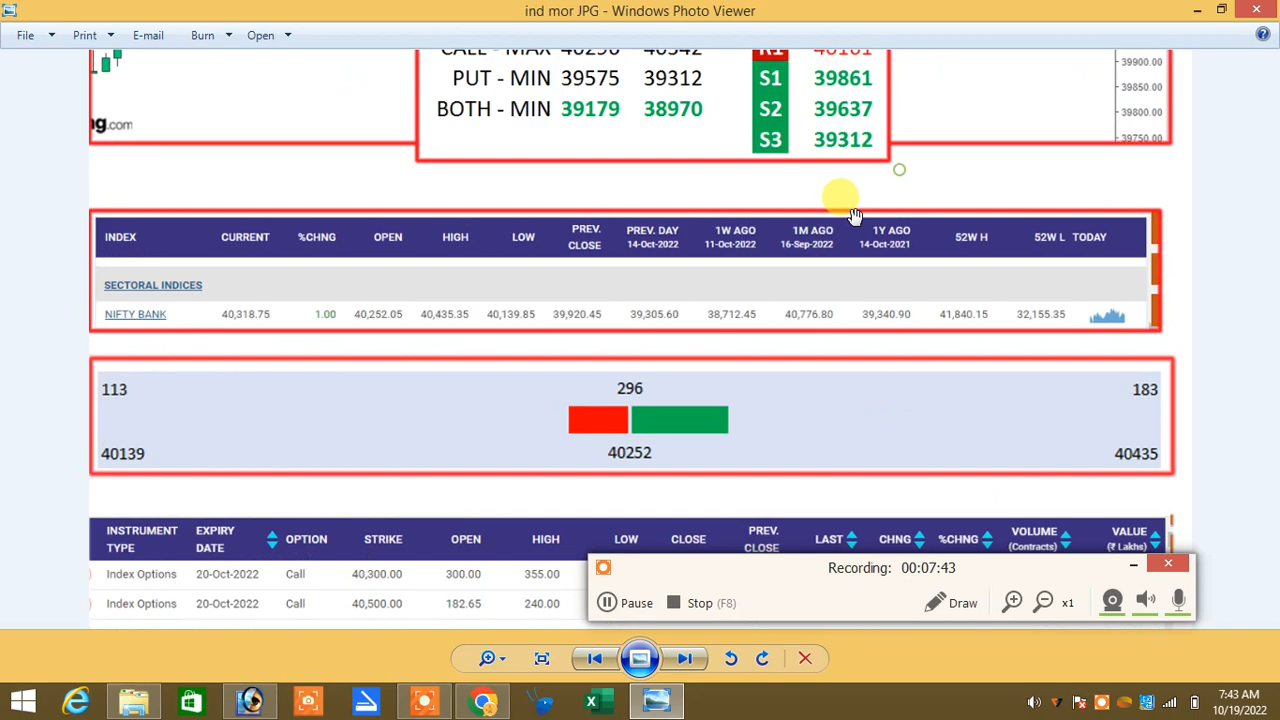 ind mor JPG - Windows Photo Viewer
File Print E-mail Burn Open
CALL - MAX 40298 40342 R1 40161
39900.00
PUT - MIN 39575 39312 S1 39861
39850.00
BOTH - MIN 39179 38970 S2 39637
39800.00
ng.com
S3 39312
39750.00
INDEX CURRENT %CHNG OPEN HIGH LOW PREV. CLOSE PREV. DAY 14-Oct-2022 1W AGO 11-Oct-2022 1M AGO 16-Sep-2022 1Y AGO 14-Oct-2021 52W H 52W L TODAY
SECTORAL INDICES
NIFTY BANK 40,318.75 1.00 40,252.05 40,435.35 40,139.85 39,920.45 39,305.60 38,712.45 40,776.80 39,340.90 41,840.15 32,155.35
113 296 183
40139 40252 40435
INSTRUMENT TYPE EXPIRY DATE OPTION STRIKE OPEN HIGH LOW CLOSE PREV. CLOSE LAST CHNG %CHNG VOLUME (Contracts) VALUE (₹ Lakhs)
Index Options 20-Oct-2022 Call 40,300.00 300.00 355.00
Index Options 20-Oct-2022 Call 40,500.00 182.65 240.00
Recording: 00:07:43
Pause Stop (F8) Draw x1
7:43 AM
10/19/2022